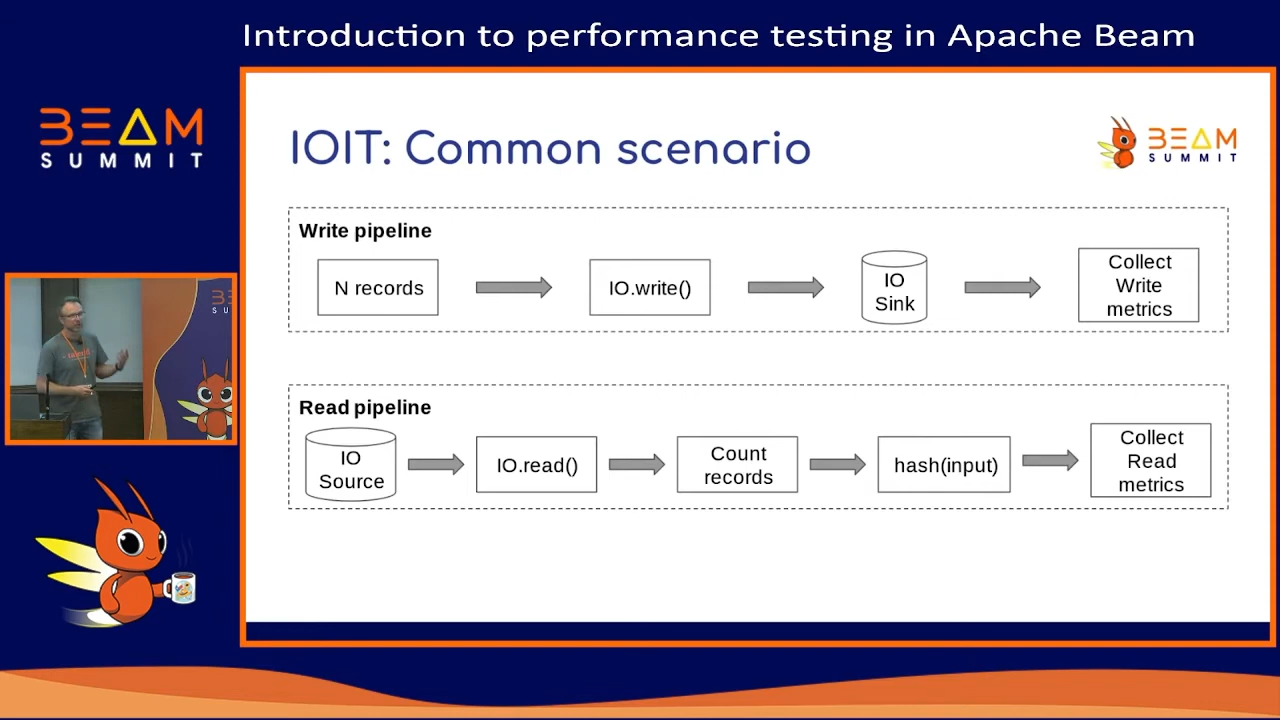 Introduction to performance testing in Apache Beam
BEAM
SUMMIT
IOIT: Common scenario
BEAM
SUMMIT
Write pipeline
N records
IO.write()
IO
Sink
Collect
Write
metrics
Read pipeline
IO
Source
IO.read()
Count
records
hash(input)
Collect
Read
metrics